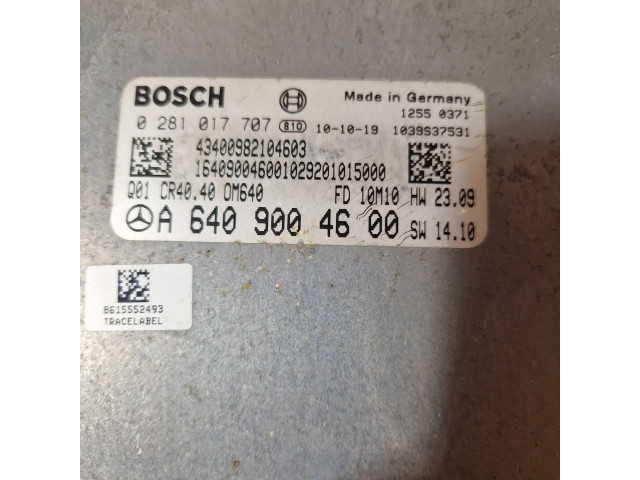 BOSCH Made in Germany
1255 0371
0 281 017 707 810 10-10-19 1039S37531
43400982104603
164090046001029201015000
Q01 CR40.40 OM640 FD 10M10 HW 23.09
A 640 900 46 00 SW 14.10
8615552493
TRACELABEL